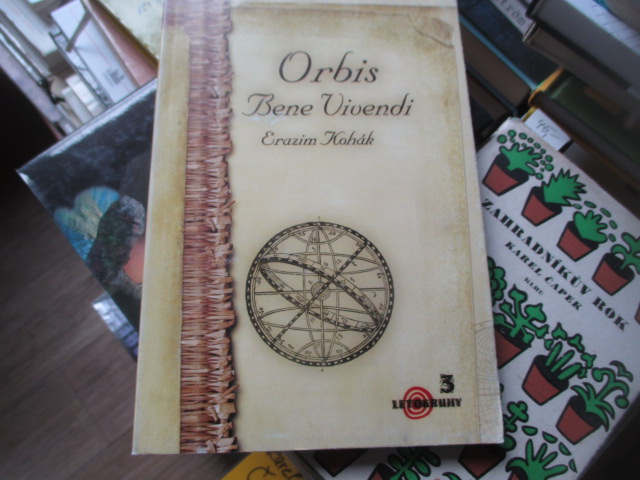 Orbis
Bene Vivendi
Erazim Kohák
3
LETOKRUHY
ZAHRADNÍKŮV ROK
KAREL ČAPEK